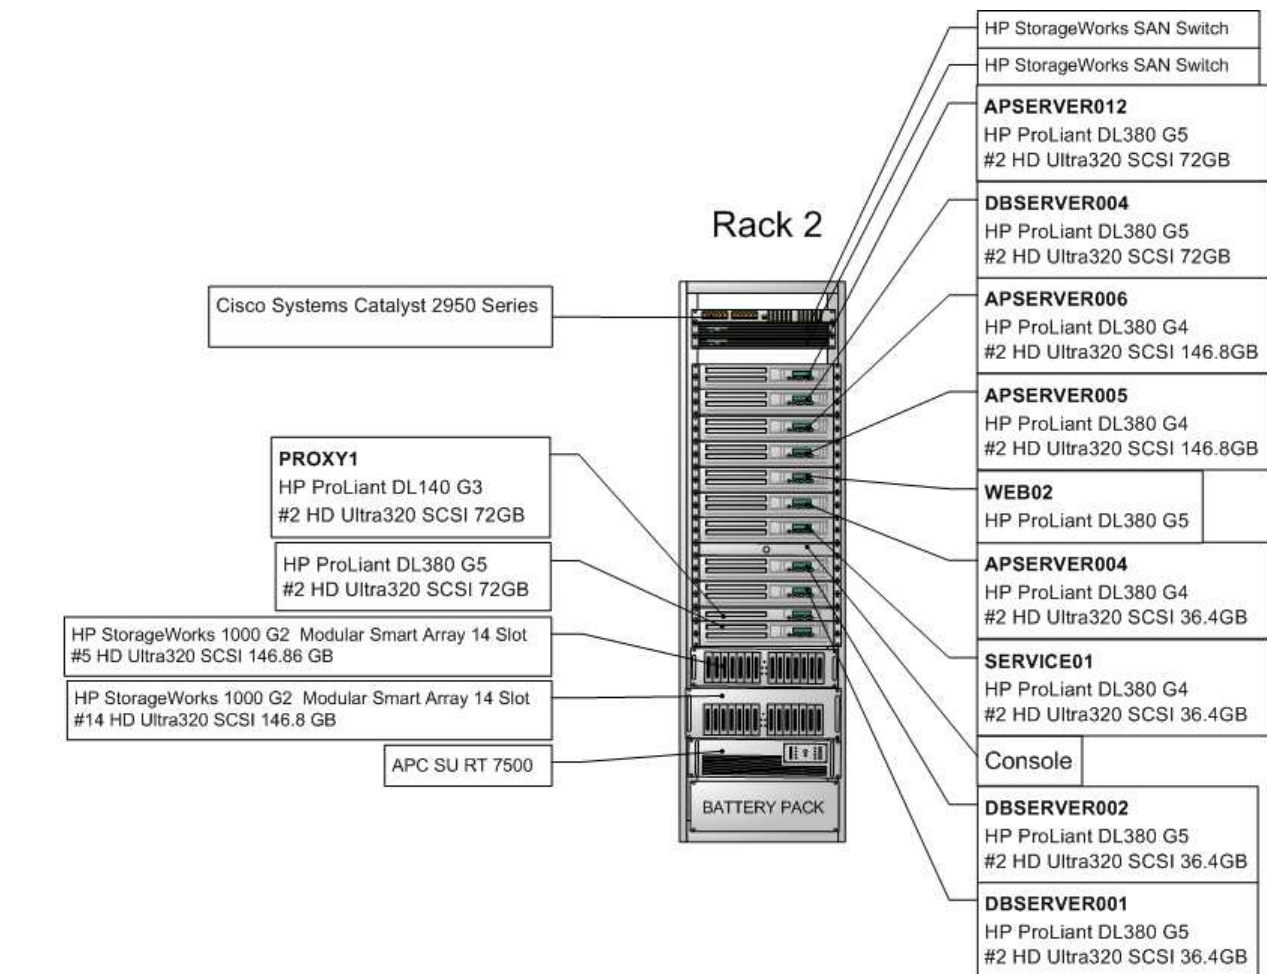 HP StorageWorks SAN Switch
HP StorageWorks SAN Switch
APSERVER012
HP ProLiant DL380 G5
#2 HD Ultra320 SCSI 72GB
DBSERVER004
HP ProLiant DL380 G5
#2 HD Ultra320 SCSI 72GB
Rack 2
Cisco Systems Catalyst 2950 Series
APSERVER006
HP ProLiant DL380 G4
#2 HD Ultra320 SCSI 146.8GB
APSERVER005
HP ProLiant DL380 G4
#2 HD Ultra320 SCSI 146.8GB
PROXY1
HP ProLiant DL140 G3
#2 HD Ultra320 SCSI 72GB
WEB02
HP ProLiant DL380 G5
HP ProLiant DL380 G5
#2 HD Ultra320 SCSI 72GB
APSERVER004
HP ProLiant DL380 G4
#2 HD Ultra320 SCSI 36.4GB
HP StorageWorks 1000 G2 Modular Smart Array 14 Slot
#5 HD Ultra320 SCSI 146.86 GB
SERVICE01
HP ProLiant DL380 G4
#2 HD Ultra320 SCSI 36.4GB
HP StorageWorks 1000 G2 Modular Smart Array 14 Slot
#14 HD Ultra320 SCSI 146.8 GB
APC SU RT 7500
Console
BATTERY PACK
DBSERVER002
HP ProLiant DL380 G5
#2 HD Ultra320 SCSI 36.4GB
DBSERVER001
HP ProLiant DL380 G5
#2 HD Ultra320 SCSI 36.4GB